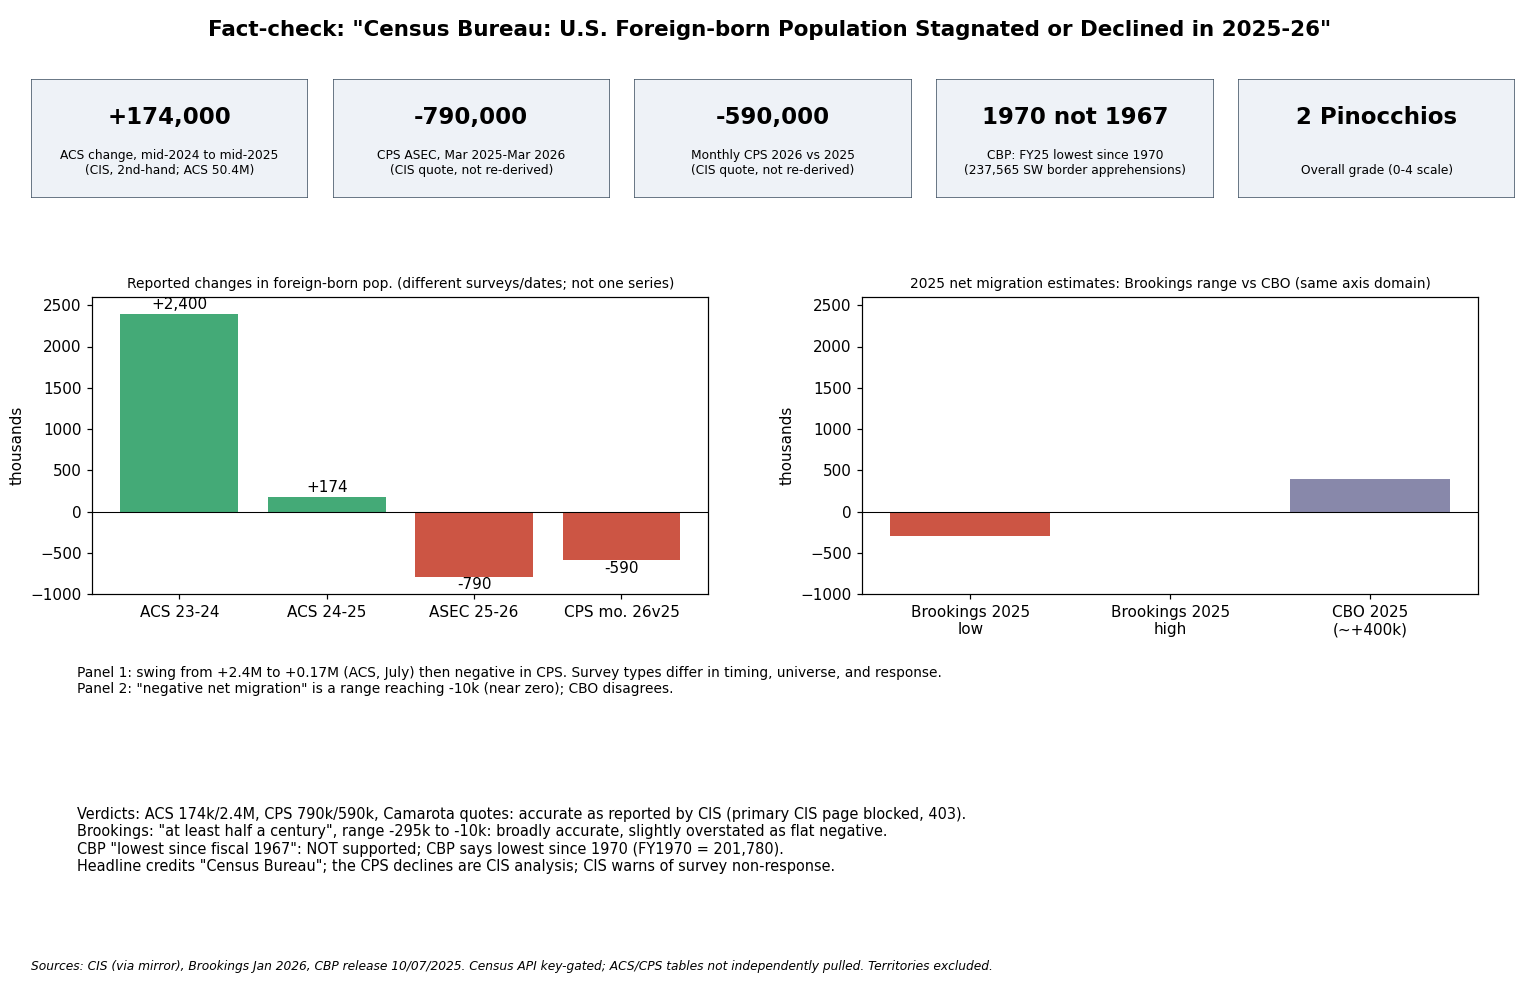 Fact-check: "Census Bureau: U.S. Foreign-born Population Stagnated or Declined in 2025-26"
+174,000
ACS change, mid-2024 to mid-2025
(CIS, 2nd-hand; ACS 50.4M)
-790,000
CPS ASEC, Mar 2025-Mar 2026
(CIS quote, not re-derived)
-590,000
Monthly CPS 2026 vs 2025
(CIS quote, not re-derived)
1970 not 1967
CBP: FY25 lowest since 1970
(237,565 SW border apprehensions)
2 Pinocchios
Overall grade (0-4 scale)
Reported changes in foreign-born pop. (different surveys/dates; not one series)
thousands
2500
2000
1500
1000
500
0
−500
−1000
+2,400
+174
-790
-590
ACS 23-24
ACS 24-25
ASEC 25-26
CPS mo. 26v25
2025 net migration estimates: Brookings range vs CBO (same axis domain)
thousands
2500
2000
1500
1000
500
0
−500
−1000
Brookings 2025
low
Brookings 2025
high
CBO 2025
(~+400k)
Panel 1: swing from +2.4M to +0.17M (ACS, July) then negative in CPS. Survey types differ in timing, universe, and response.
Panel 2: "negative net migration" is a range reaching -10k (near zero); CBO disagrees.
Verdicts: ACS 174k/2.4M, CPS 790k/590k, Camarota quotes: accurate as reported by CIS (primary CIS page blocked, 403).
Brookings: "at least half a century", range -295k to -10k: broadly accurate, slightly overstated as flat negative.
CBP "lowest since fiscal 1967": NOT supported; CBP says lowest since 1970 (FY1970 = 201,780).
Headline credits "Census Bureau"; the CPS declines are CIS analysis; CIS warns of survey non-response.
Sources: CIS (via mirror), Brookings Jan 2026, CBP release 10/07/2025. Census API key-gated; ACS/CPS tables not independently pulled. Territories excluded.